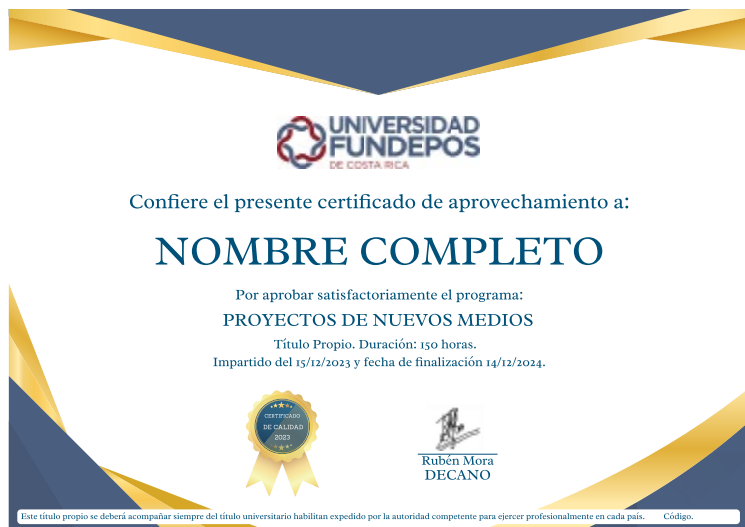 UNIVERSIDAD
FUNDEPOS
DE COSTA RICA
Confiere el presente certificado de aprovechamiento a:
NOMBRE COMPLETO
Por aprobar satisfactoriamente el programa:
PROYECTOS DE NUEVOS MEDIOS
Título Propio. Duración: 150 horas.
Impartido del 15/12/2023 y fecha de finalización 14/12/2024.
CERTIFICADO
DE CALIDAD
2023
Rubén Mora
DECANO
Este título propio se deberá acompañar siempre del título universitario habilitan expedido por la autoridad competente para ejercer profesionalmente en cada país. Código.